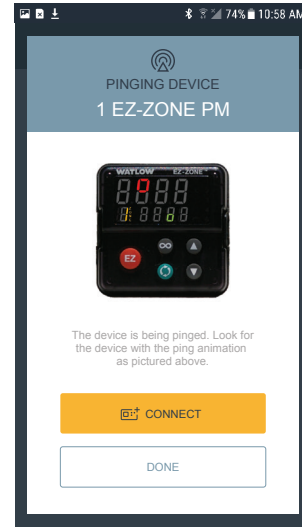 74% 10:58 AM
PINGING DEVICE
1 EZ-ZONE PM
WATLOW EZ-ZONE
EZ
The device is being pinged. Look for
the device with the ping animation
as pictured above.
CONNECT
DONE